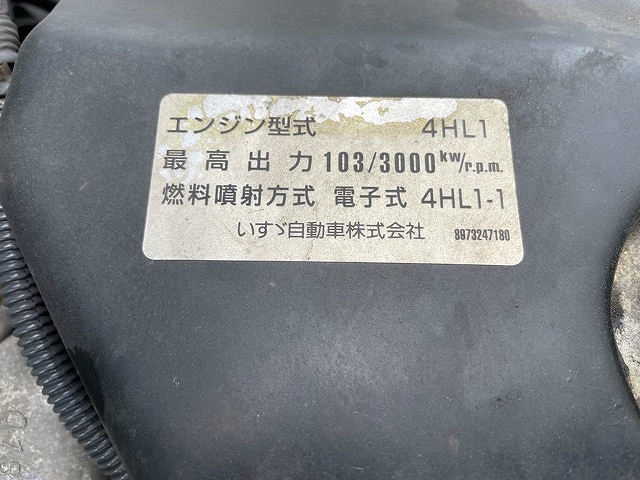 エンジン型式 4HL1
最高出力 103/3000 kw/r.p.m.
燃料噴射方式 電子式 4HL1-1
いすゞ自動車株式会社 8973247180